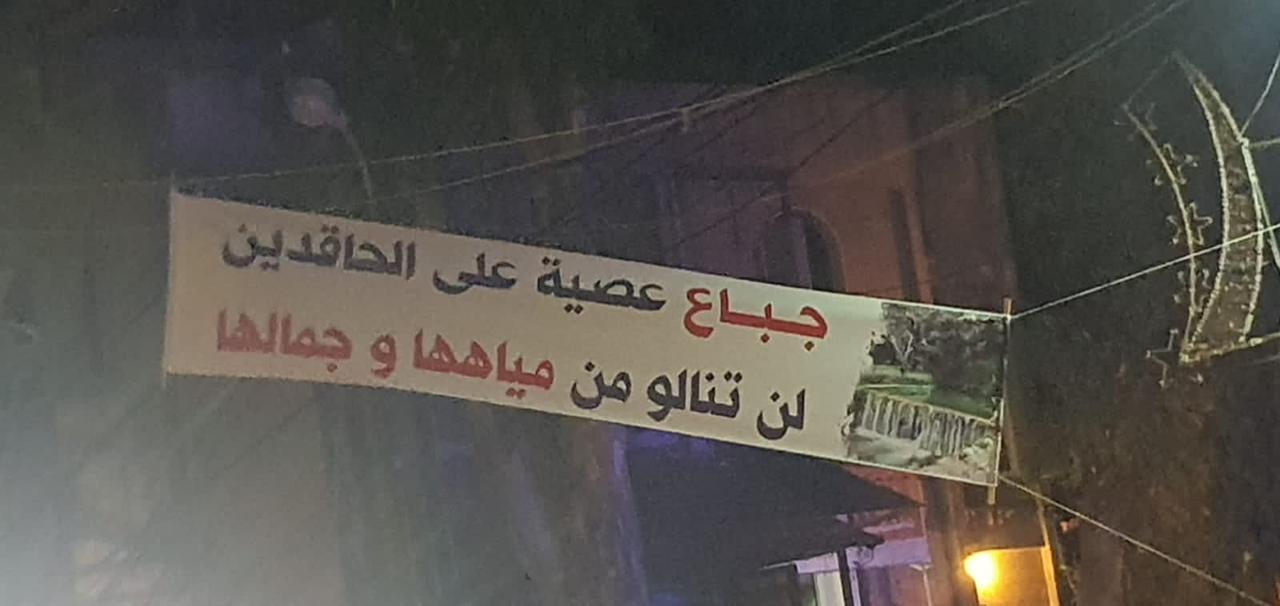 جباع عصية على الحاقدين
لن تنالو من مياهها و جمالها